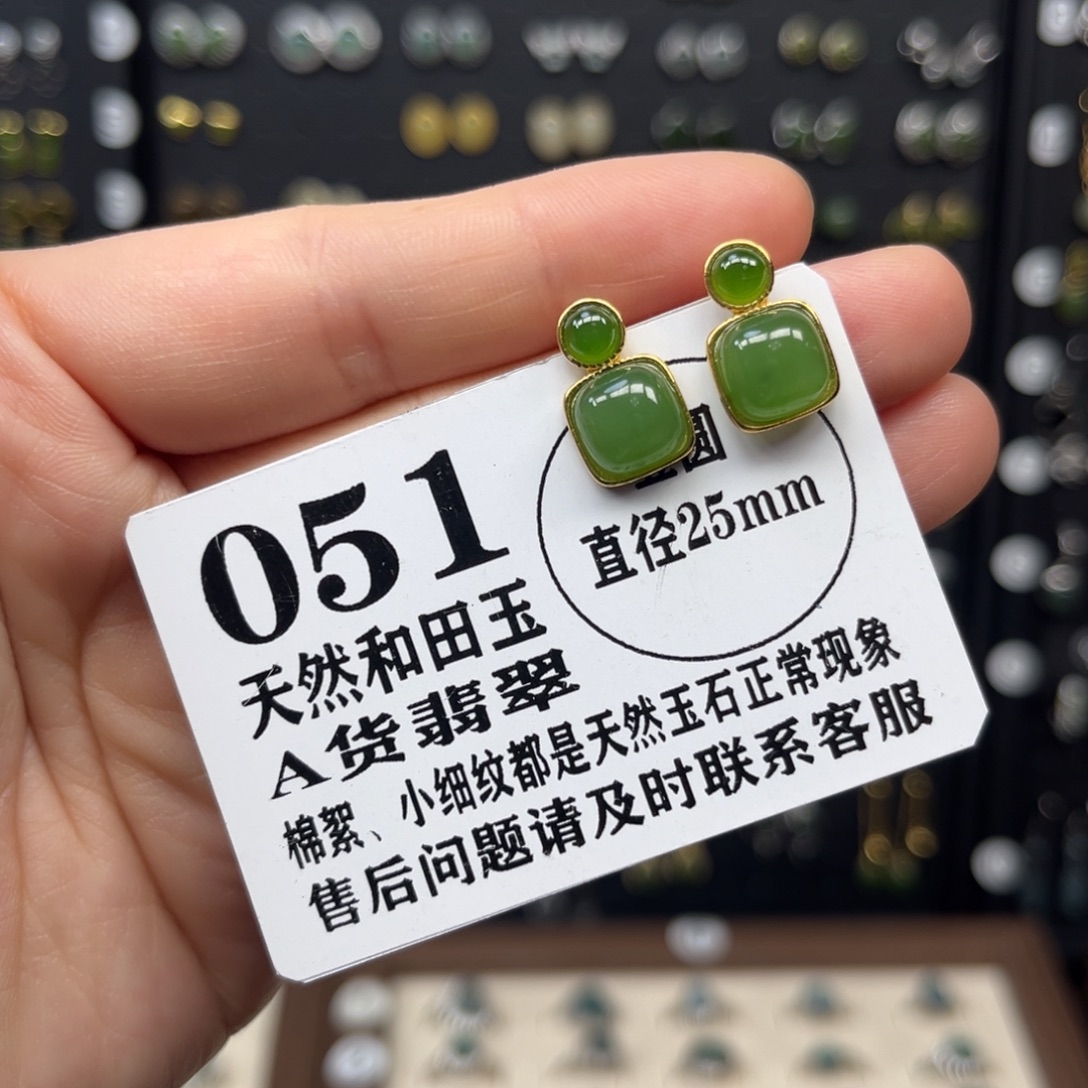 051
圆
直径25mm
天然和田玉
A货翡翠
棉絮、小细纹都是天然玉石正常现象
售后问题请及时联系客服